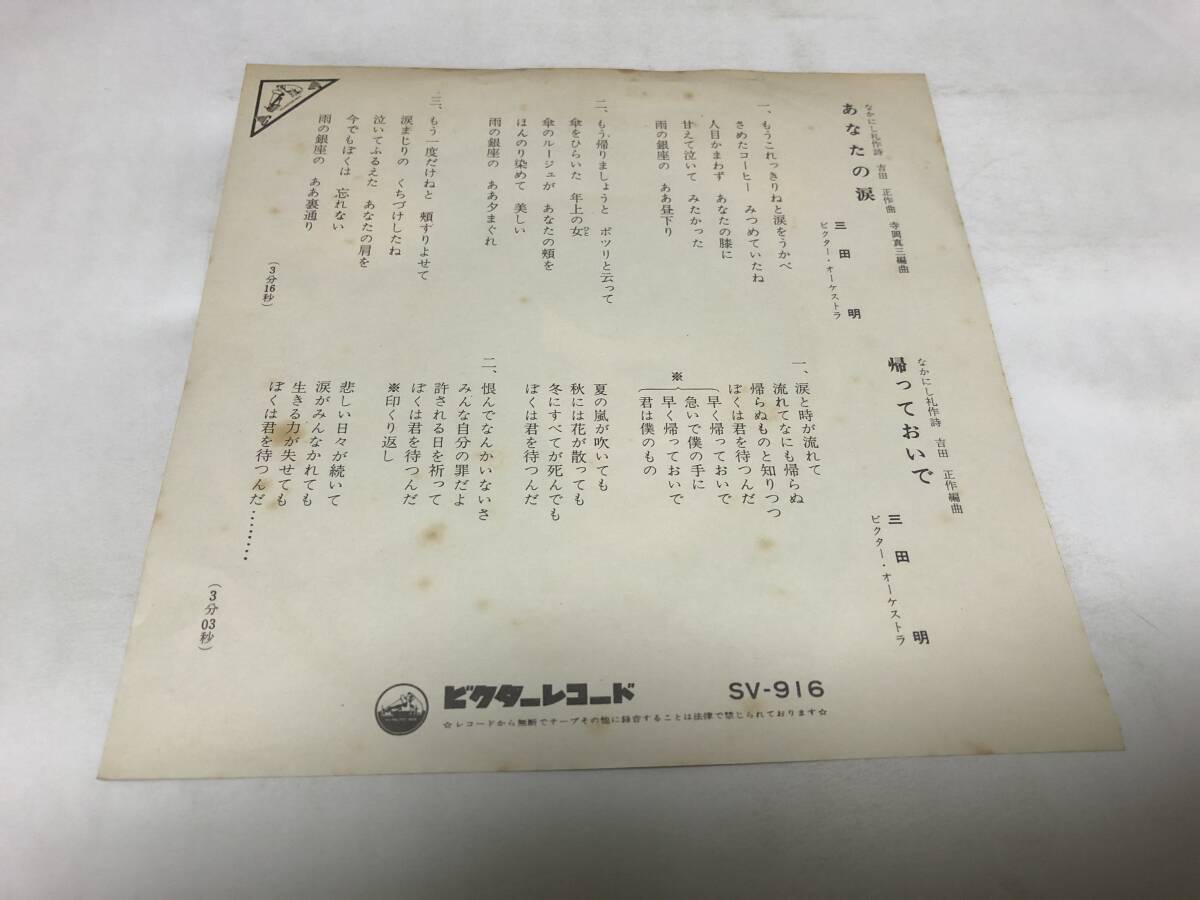 なかにし礼作詩 吉田 正作曲 寺岡真三編曲
あなたの涙
三田 明
ビクター・オーケストラ
一、もうこれっきりねと涙をうかべ
さめたコーヒー みつめていたね
人目かまわず あなたの膝に
甘えて泣いて みたかった
雨の銀座の ああ昼下り
二、もう帰りましょうと ポツリと云って
傘をひらいた 年上の女
ひと
傘のルージュが あなたの頬を
ほんのり染めて 美しい
雨の銀座の ああ夕まぐれ
三、もう一度だけねと 頬すりよせて
涙まじりの くちづけしたね
泣いてふるえた あなたの肩を
今でもぼくは 忘れない
雨の銀座の ああ裏通り
(3分16秒)
なかにし礼作詩 吉田 正作編曲
帰っておいで
三田 明
ビクター・オーケストラ
一、涙と時が流れて
流れてなにも帰らぬ
帰らぬものと知りつつ
ぼくは君を待つんだ
※
早く帰っておいで
急いで僕の手に
早く帰っておいで
君は僕のもの
夏の嵐が吹いても
秋には花が散っても
冬にすべてが死んでも
ぼくは君を待つんだ
二、恨んでなんかいないさ
みんな自分の罪だよ
許される日を祈って
ぼくは君を待つんだ
※印くり返し
悲しい日々が続いて
涙がみんなかれても
生きる力が失せても
ぼくは君を待つんだ………
(3分03秒)
ビクターレコード SV-916
☆レコードから無断でテープその他に録音することは法律で禁じられております☆